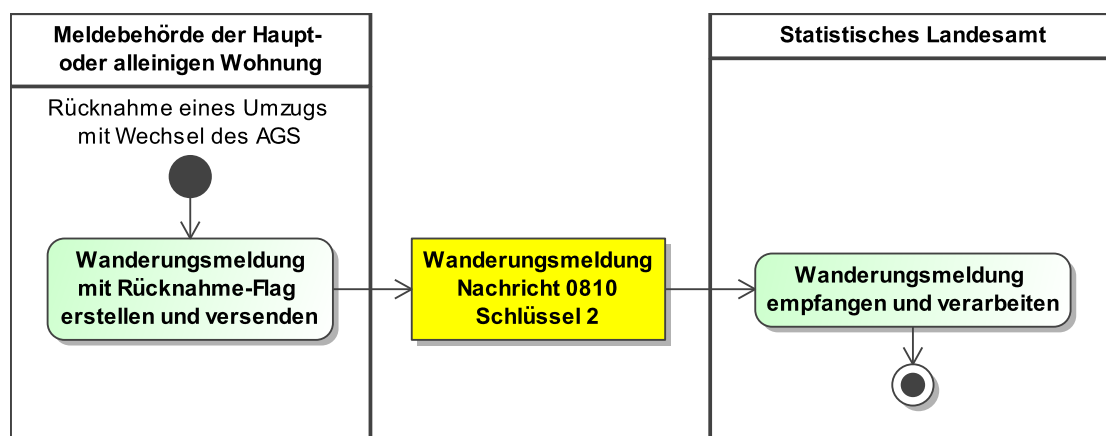 Meldebehörde der Haupt-
oder alleinigen Wohnung
Statistisches Landesamt
Rücknahme eines Umzugs
mit Wechsel des AGS
Wanderungsmeldung
mit Rücknahme-Flag
erstellen und versenden
Wanderungsmeldung
Nachricht 0810
Schlüssel 2
Wanderungsmeldung
empfangen und verarbeiten